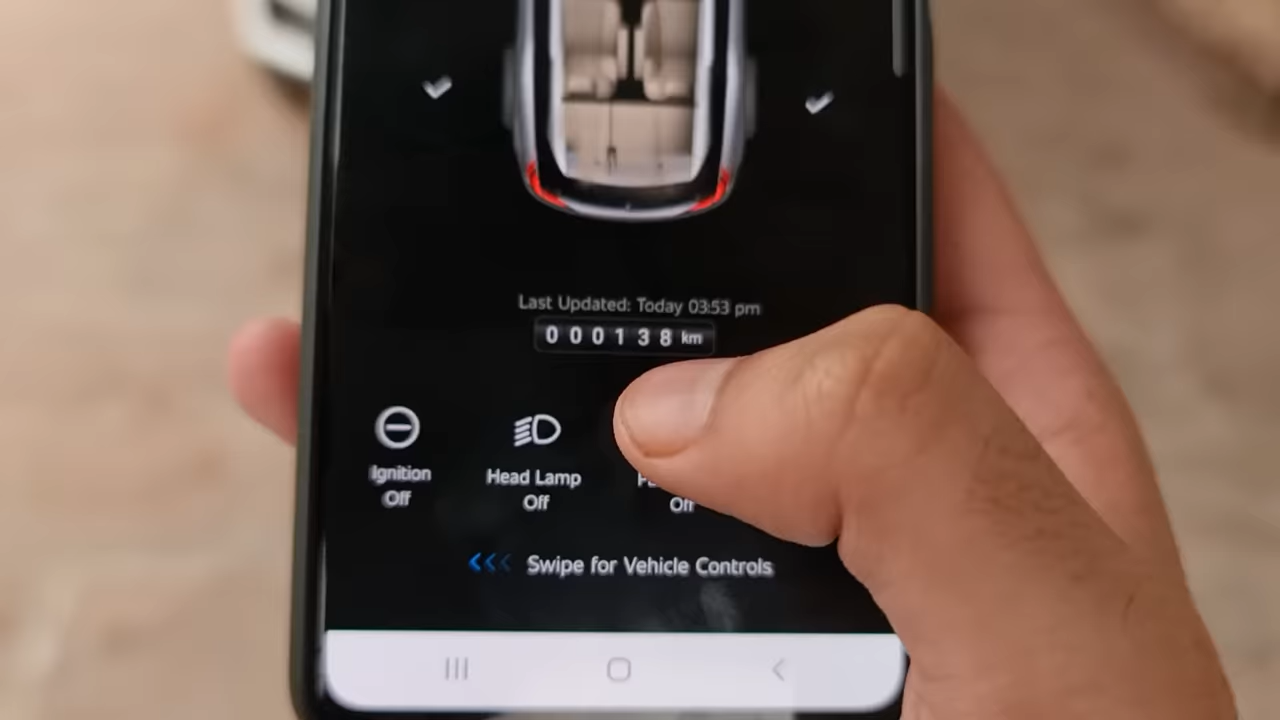 Last Updated: Today 03:53 pm
000138 km
Ignition
Off
Head Lamp
Off
Off
Swipe for Vehicle Controls